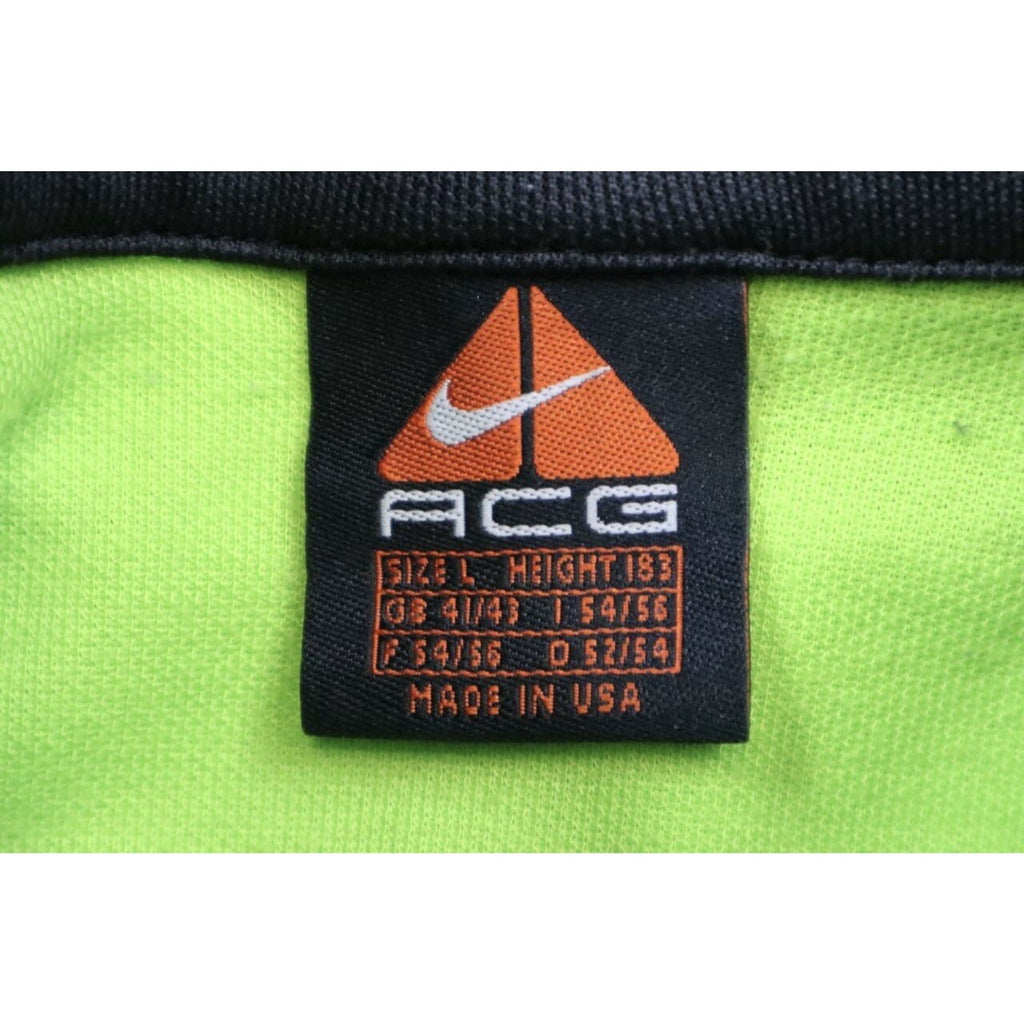 ACG
SIZE L HEIGHT 183
GB 41/43 I 54/56
F 54/56 D 52/54
MADE IN USA